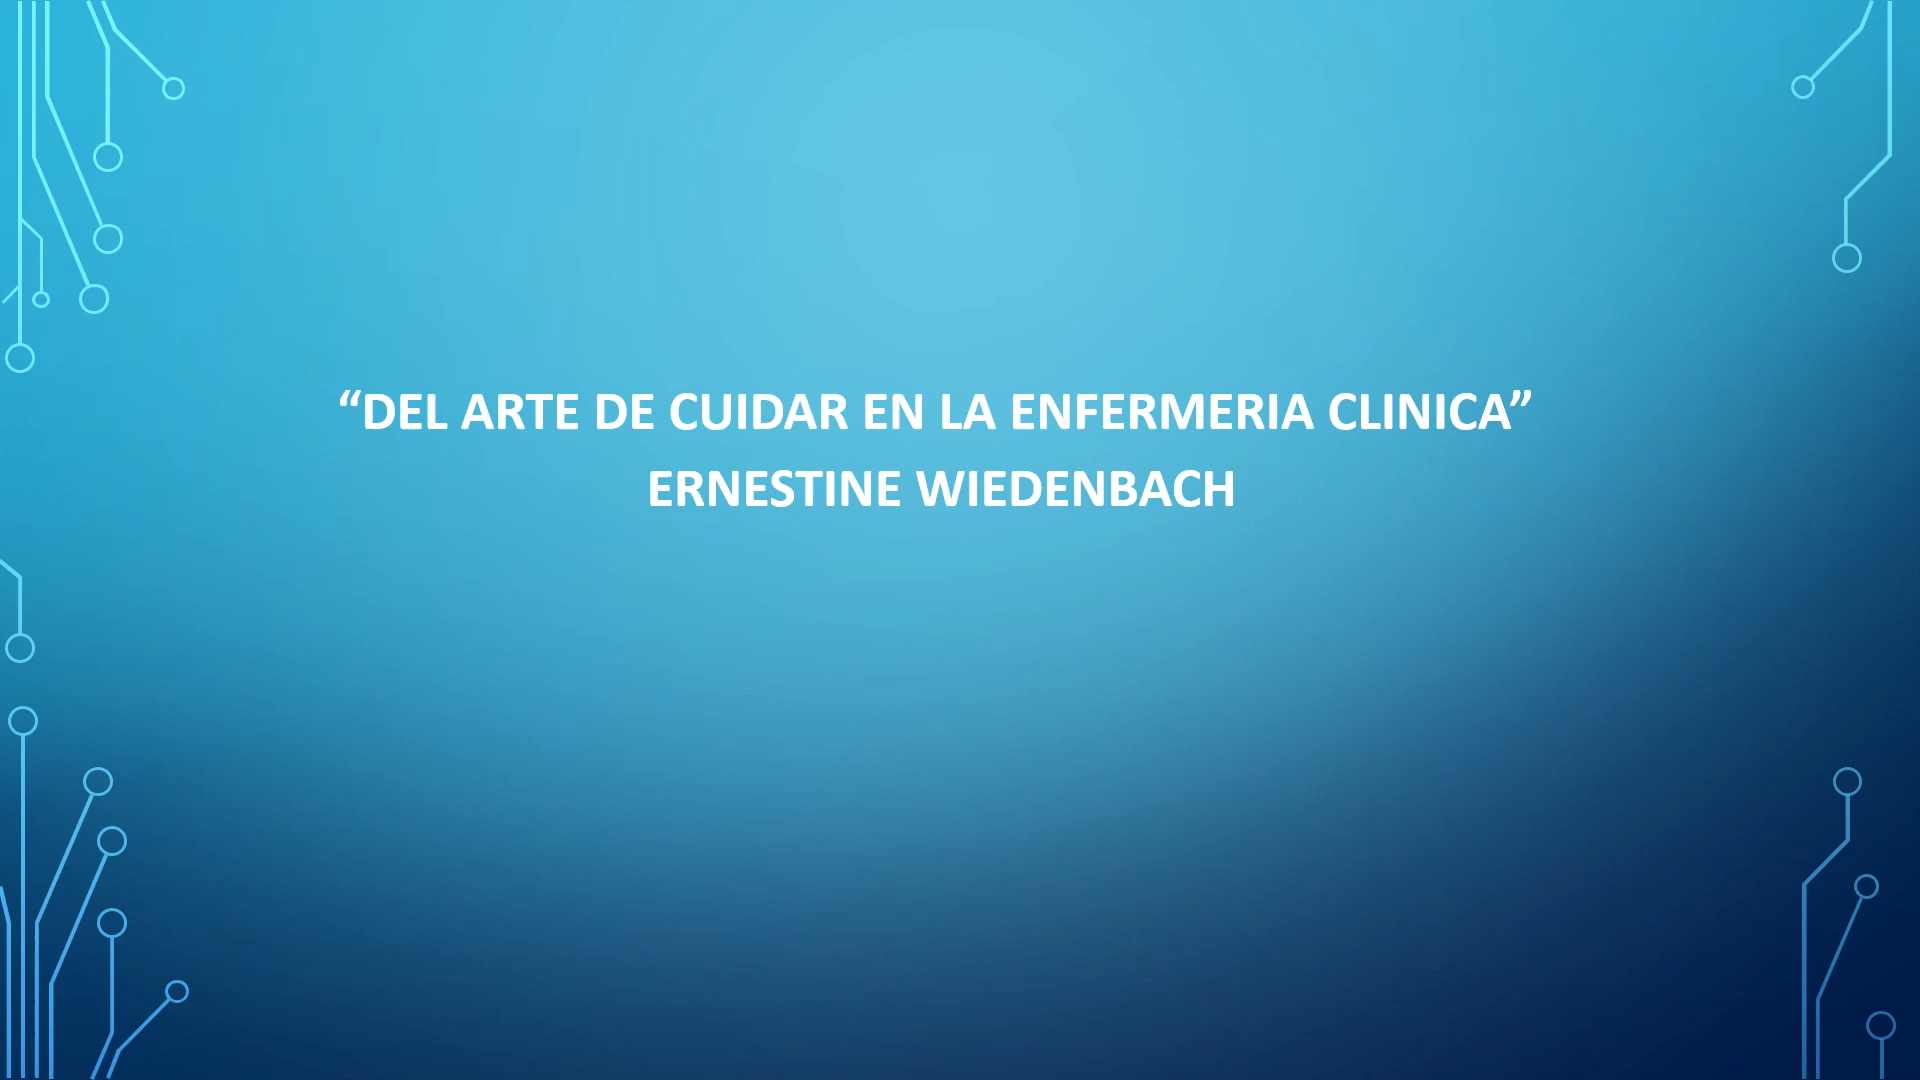 “DEL ARTE DE CUIDAR EN LA ENFERMERIA CLINICA”
ERNESTINE WIEDENBACH